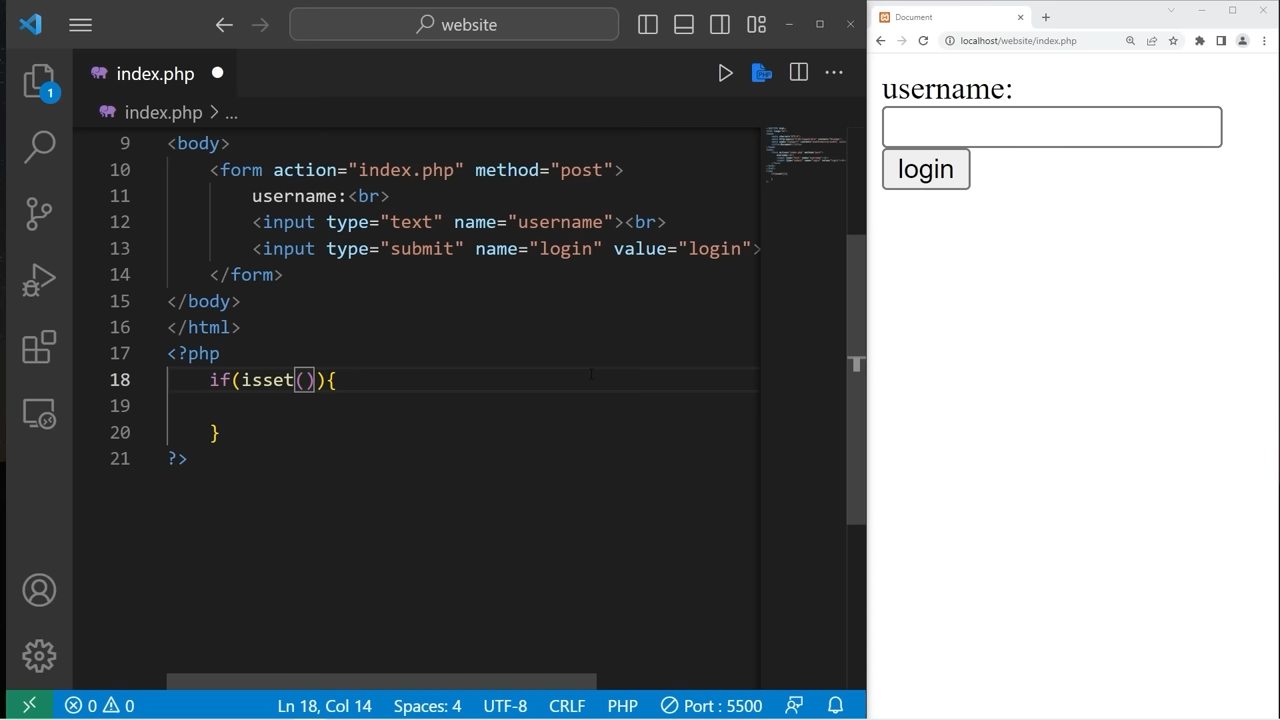 website
index.php
index.php > ...
9 <body>
10 <form action="index.php" method="post">
11 username:<br>
12 <input type="text" name="username"><br>
13 <input type="submit" name="login" value="login">
14 </form>
15 </body>
16 </html>
17 <?php
18 if(isset()){
19
20 }
21 ?>
1
0 0 Ln 18, Col 14 Spaces: 4 UTF-8 CRLF PHP Port : 5500
Document
localhost/website/index.php
username:
login